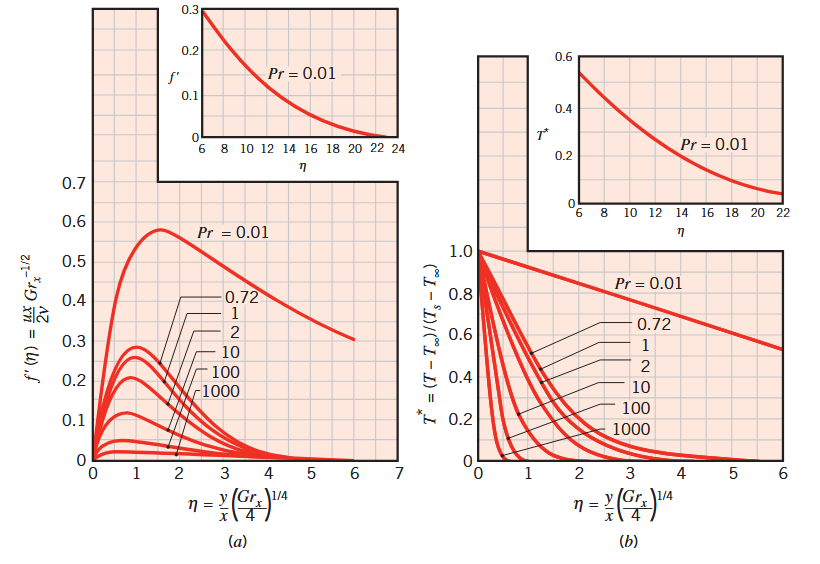 0.3
0.2
0.1
0
f′
Pr = 0.01
6 8 10 12 14 16 18 20 22 24
η
0.7
0.6
0.5
0.4
0.3
0.2
0.1
0
f′(η) = ux/2ν Grₓ⁻¹/²
Pr = 0.01
0.72
1
2
10
100
1000
0 1 2 3 4 5 6 7
η = y/x (Grₓ/4)¹/⁴
(a)
0.6
0.4
0.2
0
T*
Pr = 0.01
6 8 10 12 14 16 18 20 22
η
1.0
0.8
0.6
0.4
0.2
0
T* = (T − T∞)/(Tₛ − T∞)
Pr = 0.01
0.72
1
2
10
100
1000
0 1 2 3 4 5 6
η = y/x (Grₓ/4)¹/⁴
(b)